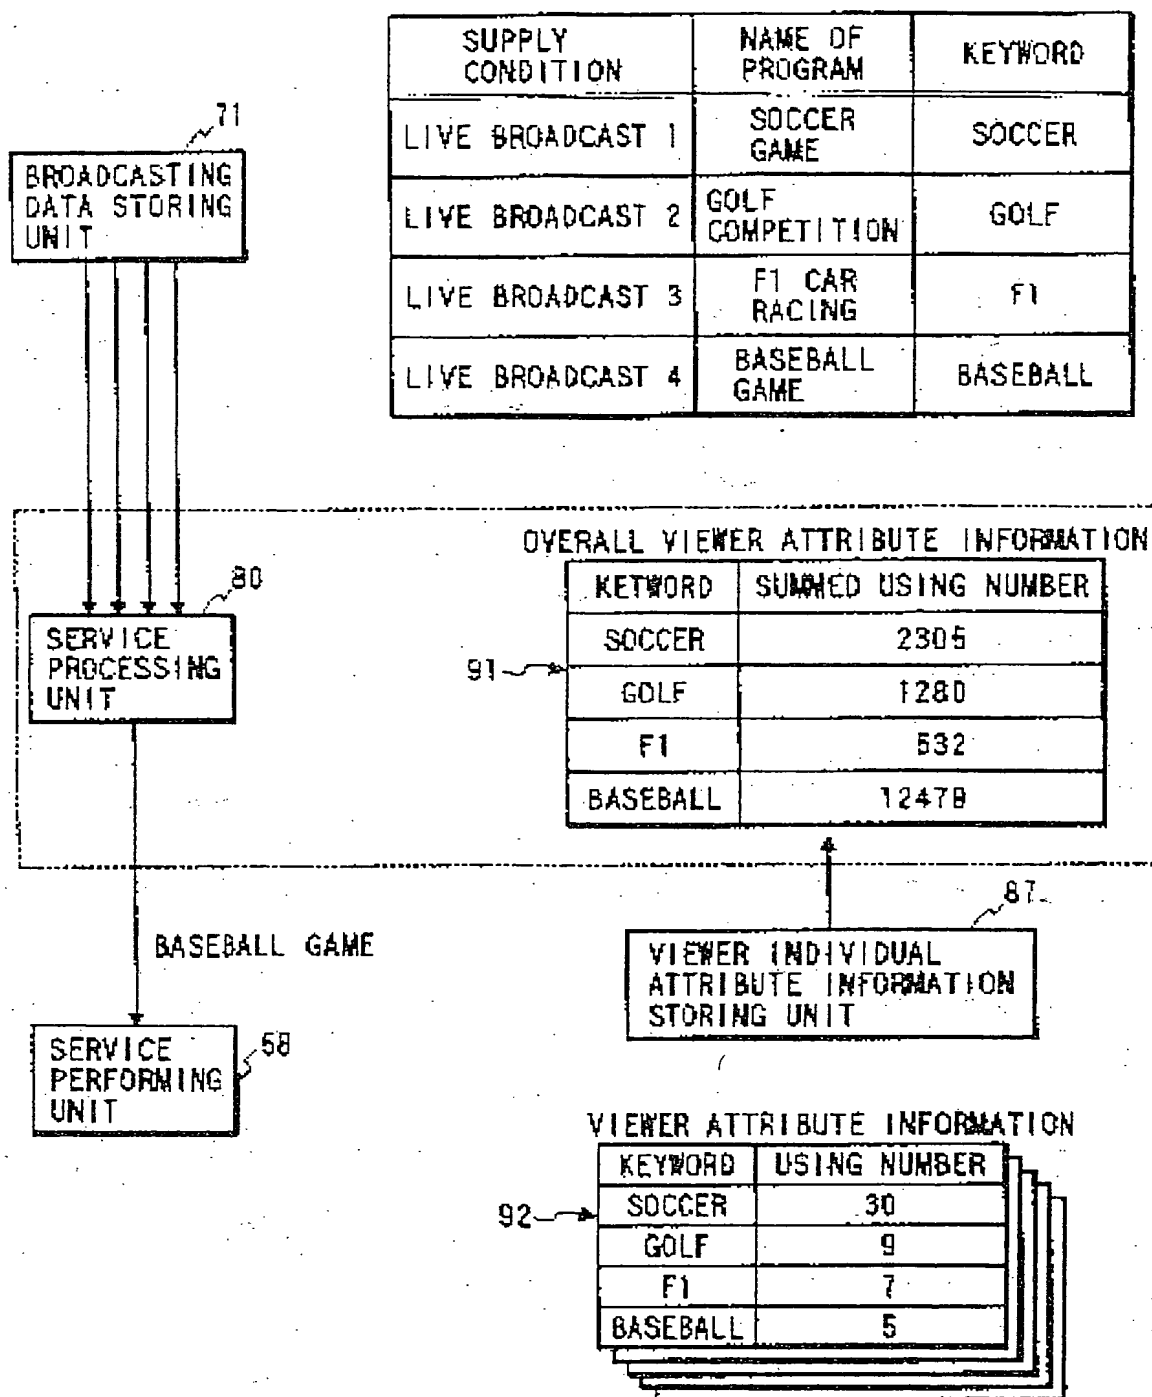 SUPPLY CONDITION | NAME OF PROGRAM | KEYWORD
LIVE BROADCAST 1 | SOCCER GAME | SOCCER
LIVE BROADCAST 2 | GOLF COMPETITION | GOLF
LIVE BROADCAST 3 | F1 CAR RACING | F1
LIVE BROADCAST 4 | BASEBALL GAME | BASEBALL
71
BROADCASTING
DATA STORING
UNIT
80
SERVICE
PROCESSING
UNIT
OVERALL VIEWER ATTRIBUTE INFORMATION
91
KETWORD | SUMMED USING NUMBER
SOCCER | 2305
GOLF | 1280
F1 | 532
BASEBALL | 12478
BASEBALL GAME
87
VIEWER INDIVIDUAL
ATTRIBUTE INFORMATION
STORING UNIT
58
SERVICE
PERFORMING
UNIT
VIEWER ATTRIBUTE INFORMATION
92
KEYWORD | USING NUMBER
SOCCER | 30
GOLF | 9
F1 | 7
BASEBALL | 5